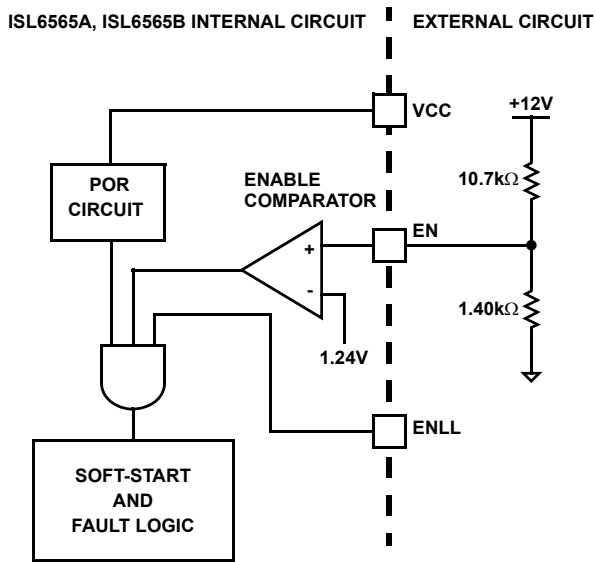 ISL6565A, ISL6565B INTERNAL CIRCUIT
EXTERNAL CIRCUIT
VCC
+12V
POR
CIRCUIT
ENABLE
COMPARATOR
10.7kΩ
EN
+
-
1.40kΩ
1.24V
ENLL
SOFT-START
AND
FAULT LOGIC